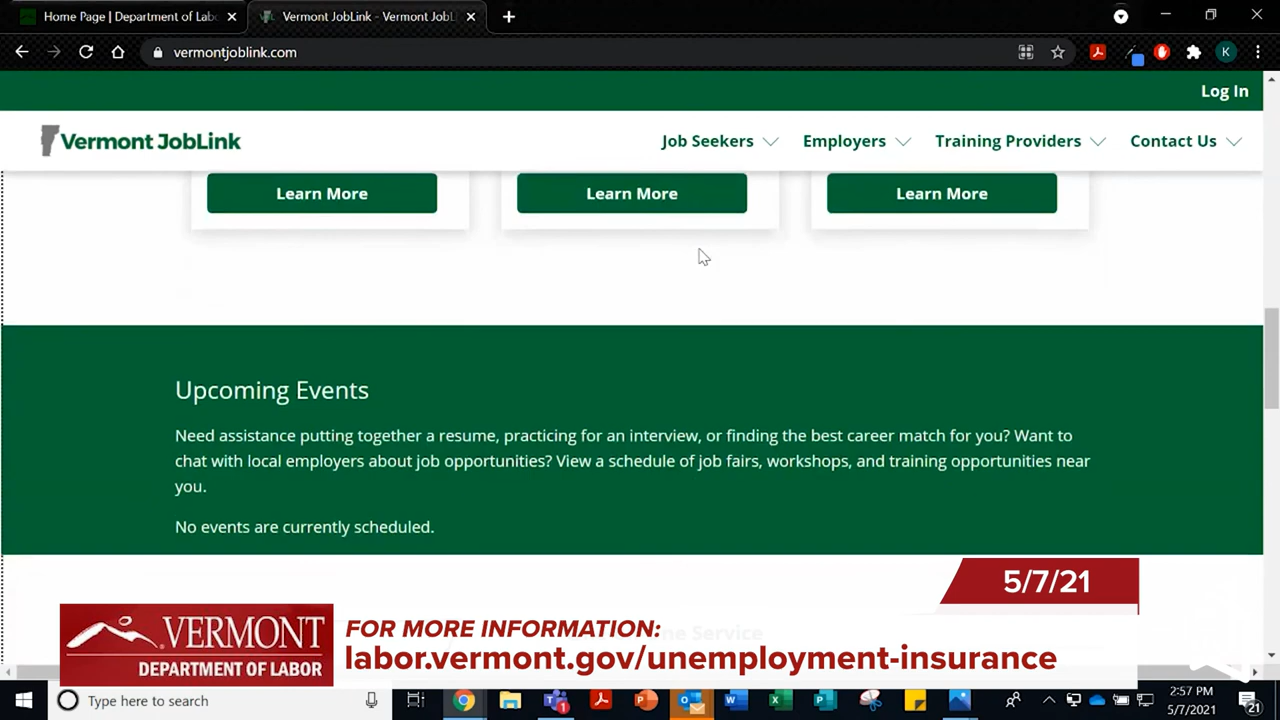 Home Page | Department of Lab
Vermont JobLink - Vermont JobL
vermontjoblink.com
K
Log In
Vermont JobLink
Job Seekers
Employers
Training Providers
Contact Us
Learn More
Learn More
Learn More
Upcoming Events
Need assistance putting together a resume, practicing for an interview, or finding the best career match for you? Want to
chat with local employers about job opportunities? View a schedule of job fairs, workshops, and training opportunities near
you.
No events are currently scheduled.
5/7/21
VERMONT
DEPARTMENT OF LABOR
FOR MORE INFORMATION:
labor.vermont.gov/unemployment-insurance
Type here to search
2:57 PM
5/7/2021
21